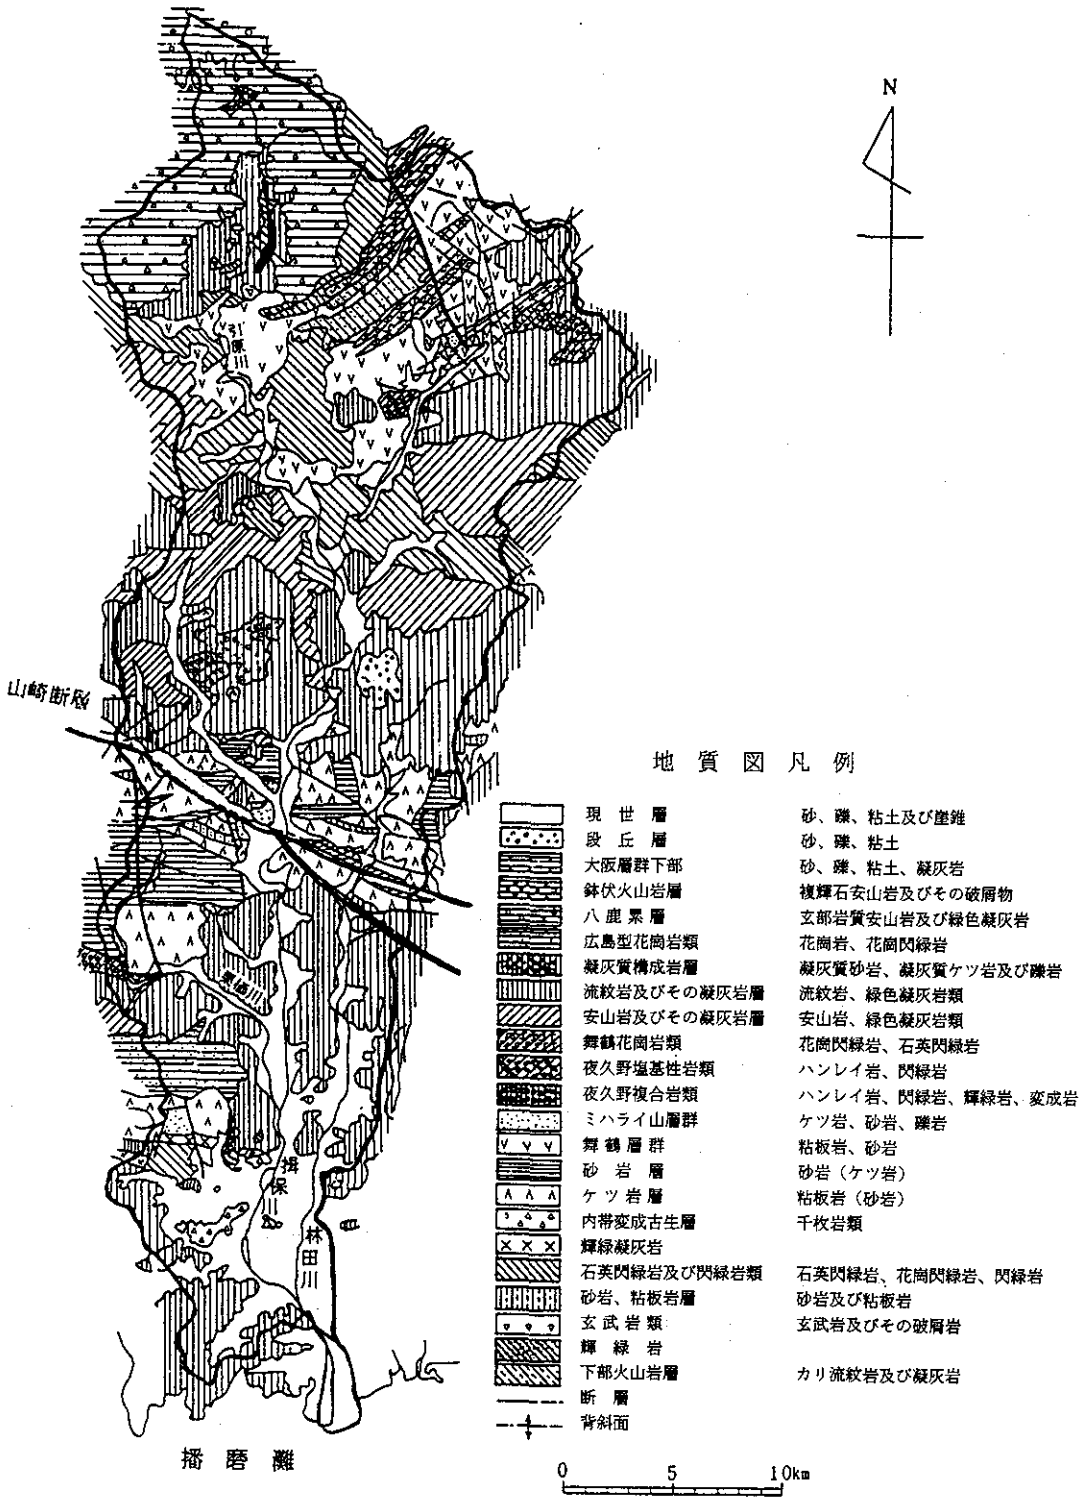 N
引原川
山崎断層
栗栖川
揖保川
林田川
播磨灘
地質図凡例
現世層 砂、礫、粘土及び崖錐
段丘層 砂、礫、粘土
大阪層群下部 砂、礫、粘土、凝灰岩
鉢伏火山岩層 複輝石安山岩及びその破屑物
八鹿累層 玄部岩質安山岩及び緑色凝灰岩
広島型花崗岩類 花崗岩、花崗閃緑岩
凝灰質構成岩層 凝灰質砂岩、凝灰質ケツ岩及び礫岩
流紋岩及びその凝灰岩層 流紋岩、緑色凝灰岩類
安山岩及びその凝灰岩層 安山岩、緑色凝灰岩類
舞鶴花崗岩類 花崗閃緑岩、石英閃緑岩
夜久野塩基性岩類 ハンレイ岩、閃緑岩
夜久野複合岩類 ハンレイ岩、閃緑岩、輝緑岩、変成岩
ミハライ山層群 ケツ岩、砂岩、礫岩
舞鶴層群 粘板岩、砂岩
砂岩層 砂岩（ケツ岩）
ケツ岩層 粘板岩（砂岩）
内帯変成古生層 千枚岩類
輝緑凝灰岩
石英閃緑岩及び閃緑岩類 石英閃緑岩、花崗閃緑岩、閃緑岩
砂岩、粘板岩層 砂岩及び粘板岩
玄武岩類 玄武岩及びその破屑岩
輝緑岩
下部火山岩層 カリ流紋岩及び凝灰岩
断層
背斜面
0 5 10km